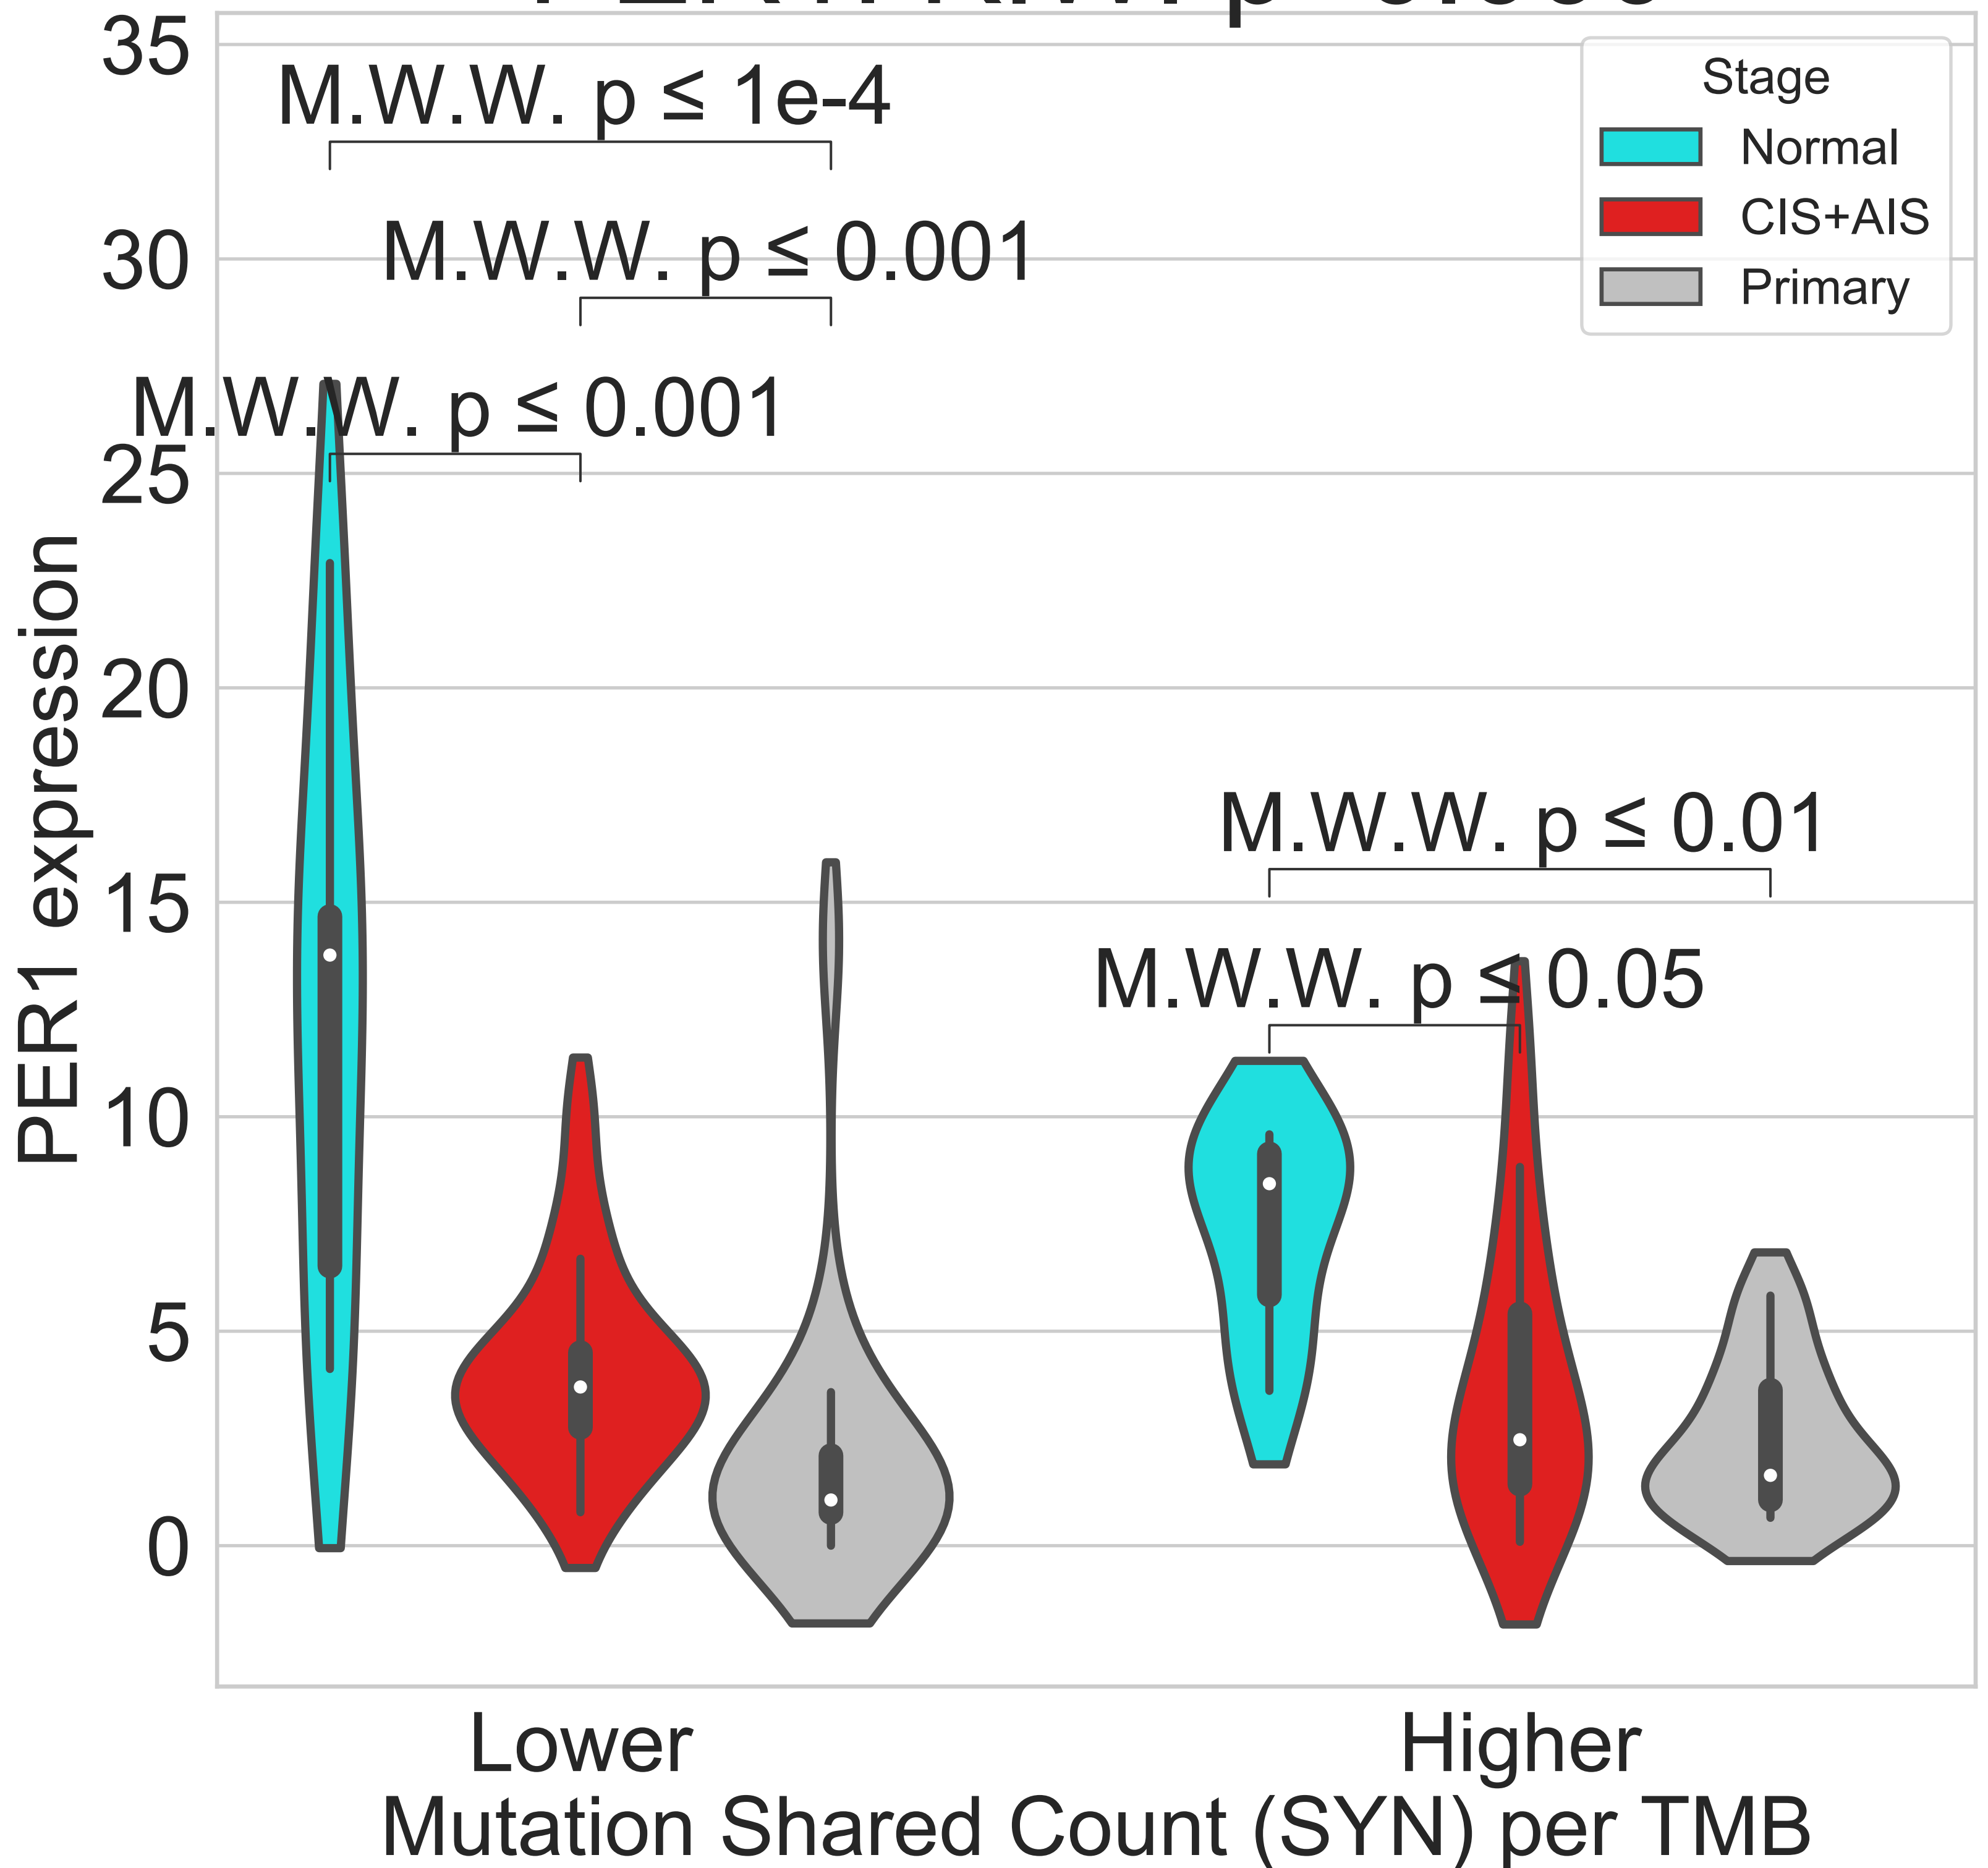 35
M.W.W. p ≤ 1e-4
Stage
Normal
CIS+AIS
Primary
30
M.W.W. p ≤ 0.001
M.W.W. p ≤ 0.001
25
20
15
10
5
0
PER1 expression
M.W.W. p ≤ 0.01
M.W.W. p ≤ 0.05
Lower
Higher
Mutation Shared Count (SYN) per TMB